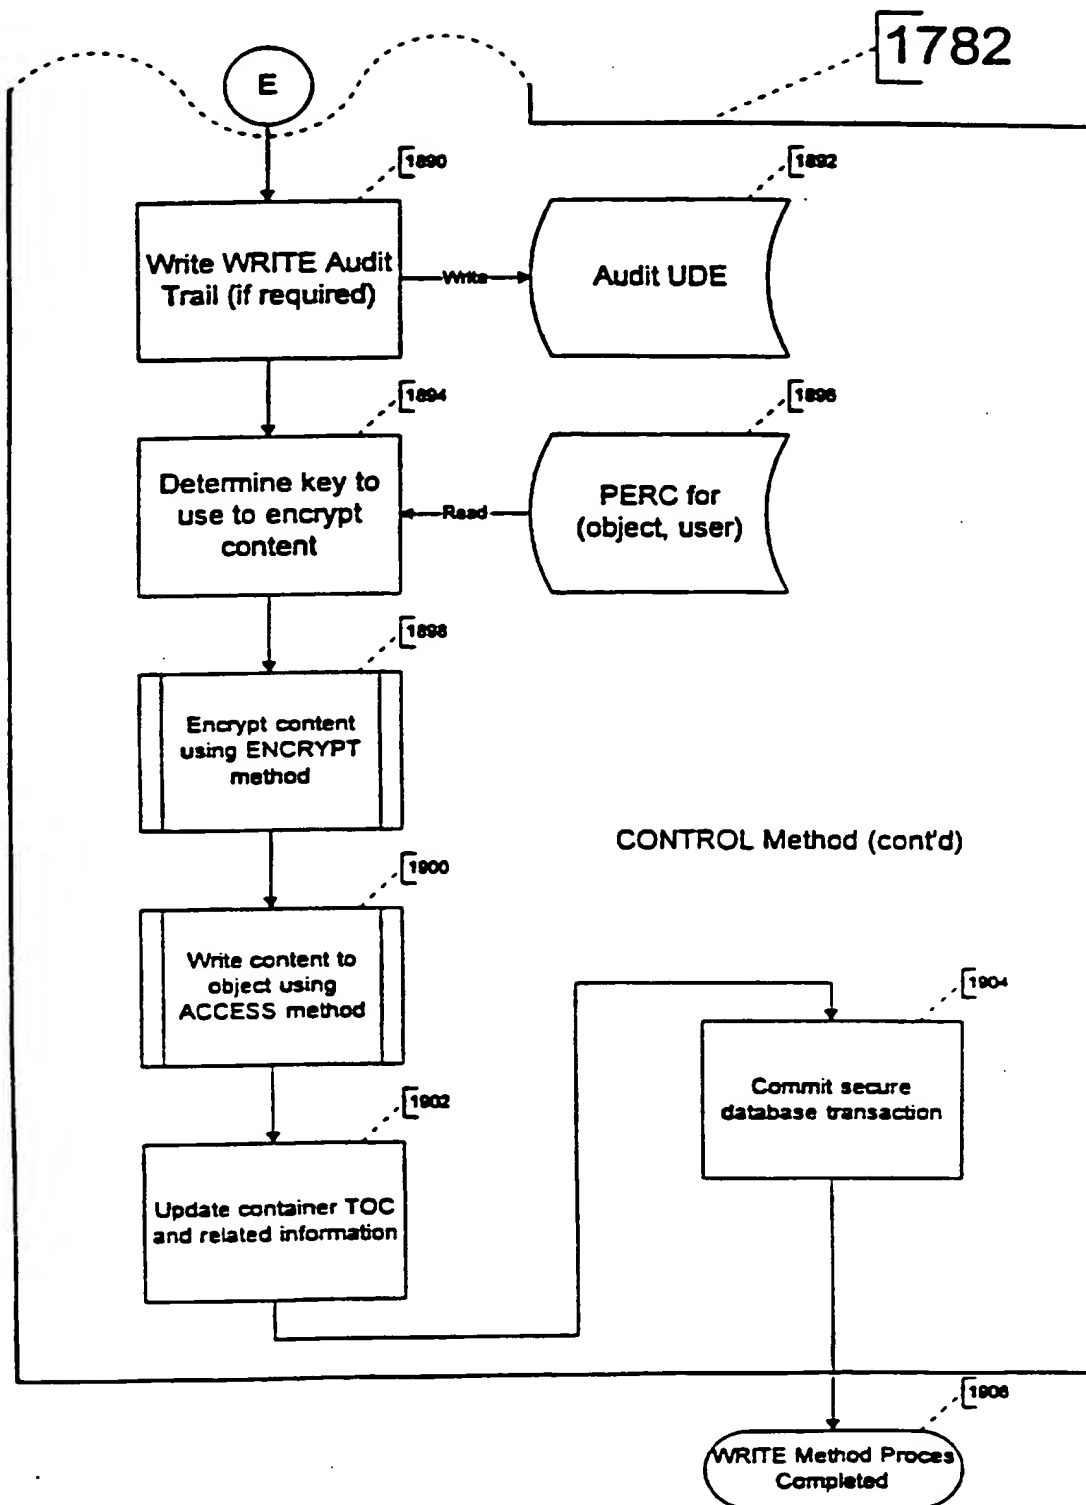 1782
E
1890
1892
Write WRITE Audit
Trail (if required)
Write
Audit UDE
1894
1896
Determine key to
use to encrypt
content
Read
PERC for
(object, user)
1898
Encrypt content
using ENCRYPT
method
CONTROL Method (cont'd)
1900
Write content to
object using
ACCESS method
1904
Commit secure
database transaction
1902
Update container TOC
and related information
1906
WRITE Method Proces
Completed